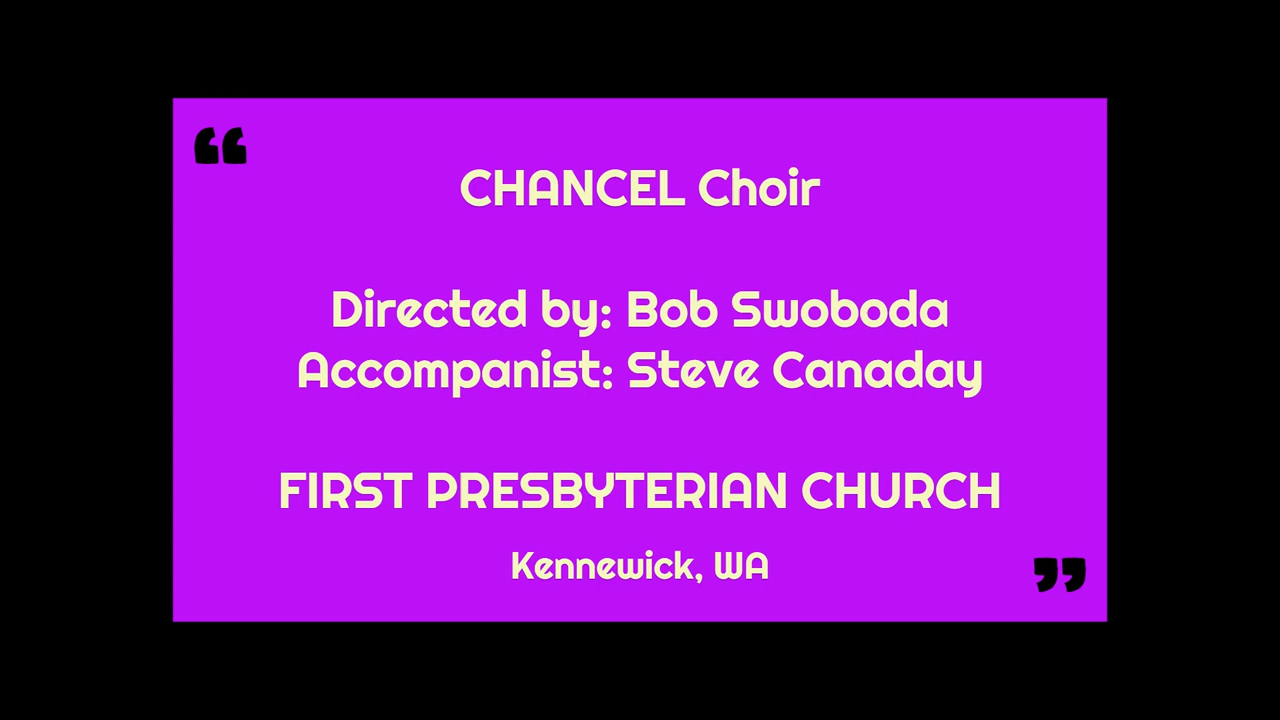 “
CHANCEL Choir
Directed by: Bob Swoboda
Accompanist: Steve Canaday
FIRST PRESBYTERIAN CHURCH
Kennewick, WA
”